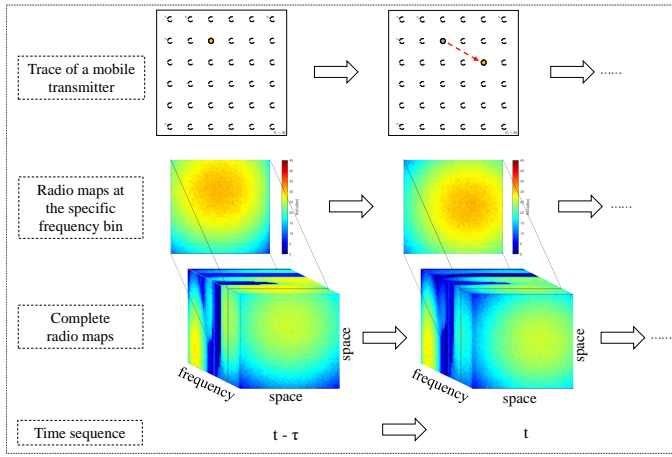 Trace of a mobile
transmitter
......
Radio maps at
the specific
frequency bin
......
Complete
radio maps
frequency
space
space
frequency
space
space
......
Time sequence
t - τ
t